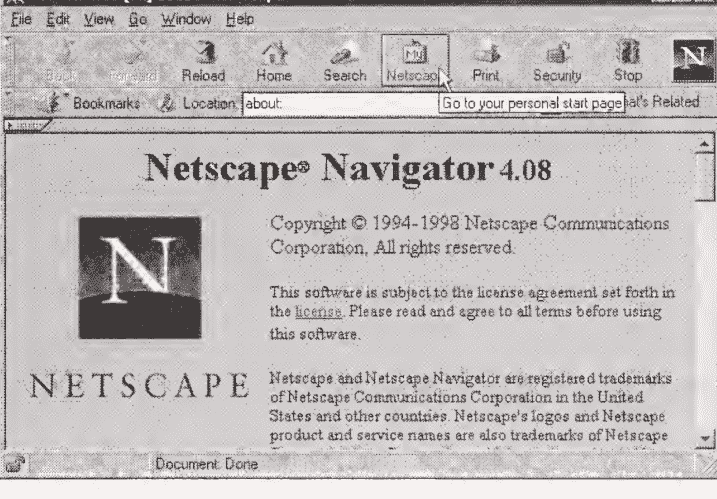 File Edit View Go Window Help
Back Forward Reload Home Search Netscape Print Security Stop
My
N
Bookmarks Location: about: Go to your personal start page What's Related
Netscape® Navigator 4.08
N
NETSCAPE
Copyright © 1994-1998 Netscape Communications
Corporation, All rights reserved.
This software is subject to the license agreement set forth in
the license. Please read and agree to all terms before using
this software.
Netscape and Netscape Navigator are registered trademarks
of Netscape Communications Corporation in the United
States and other countries. Netscape's logos and Netscape
product and service names are also trademarks of Netscape
Document: Done